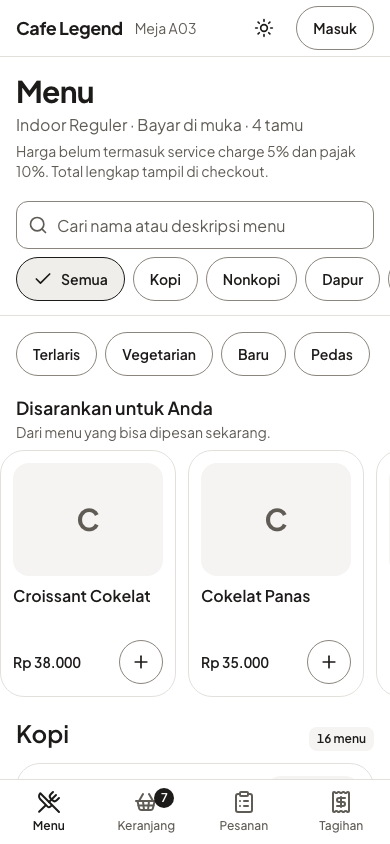 Cafe Legend Meja A03 Masuk
Menu
Indoor Reguler · Bayar di muka · 4 tamu
Harga belum termasuk service charge 5% dan pajak
10%. Total lengkap tampil di checkout.
Cari nama atau deskripsi menu
Semua Kopi Nonkopi Dapur
Terlaris Vegetarian Baru Pedas
Disarankan untuk Anda
Dari menu yang bisa dipesan sekarang.
C C
Croissant Cokelat Cokelat Panas
Rp 38.000 Rp 35.000
Kopi 16 menu
7
Menu Keranjang Pesanan Tagihan